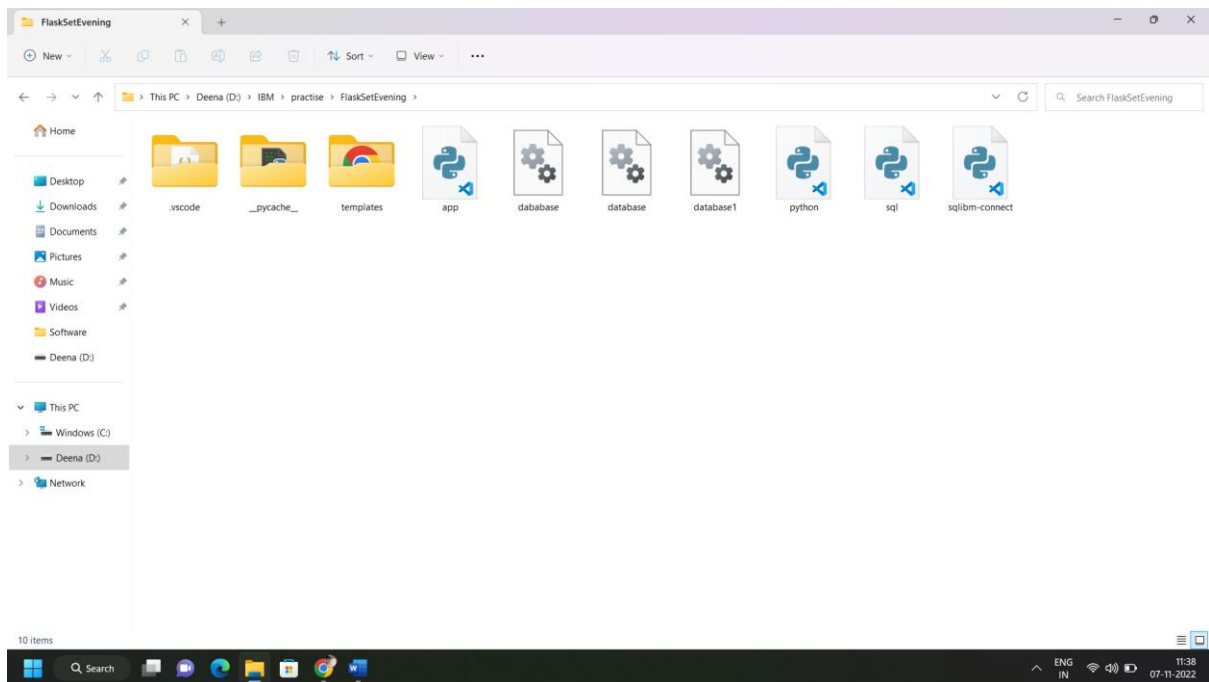 FlaskSetEvening
New
Sort
View
This PC > Deena (D:) > IBM > practise > FlaskSetEvening >
Search FlaskSetEvening
Home
Desktop
Downloads
Documents
Pictures
Music
Videos
Software
Deena (D:)
This PC
Windows (C:)
Deena (D:)
Network
.vscode
__pycache__
templates
app
dababase
database
database1
python
sql
sqlibm-connect
10 items
Search
ENG
IN
11:38
07-11-2022